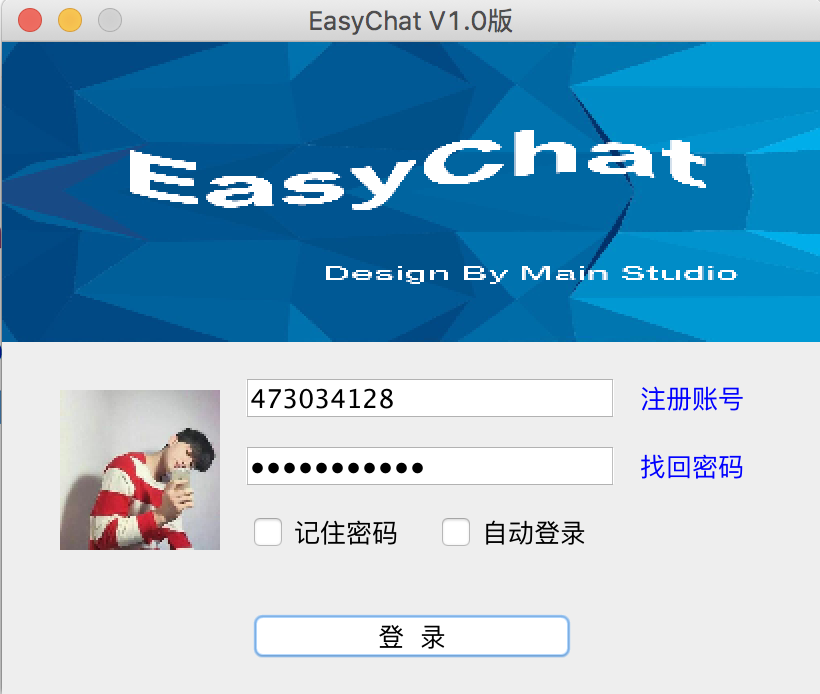 EasyChat V1.0版
EasyChat
Design By Main Studio
473034128 注册账号
●●●●●●●●●●● 找回密码
记住密码 自动登录
登 录